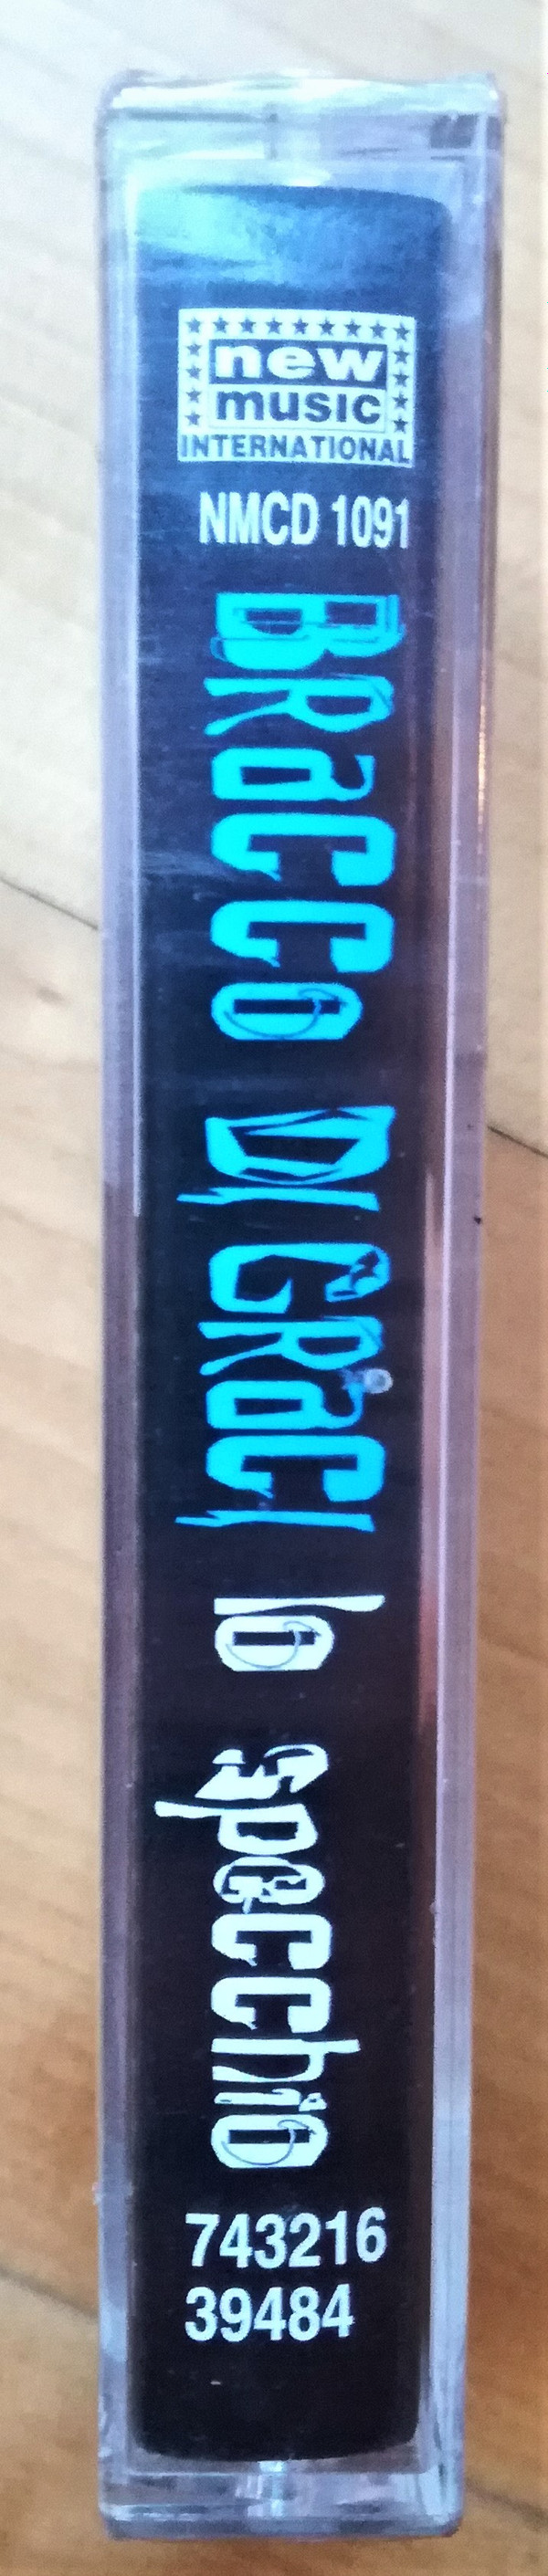 new
music
INTERNATIONAL
NMCD 1091
BRaCCo DI GRaCI lo specchio
743216
39484